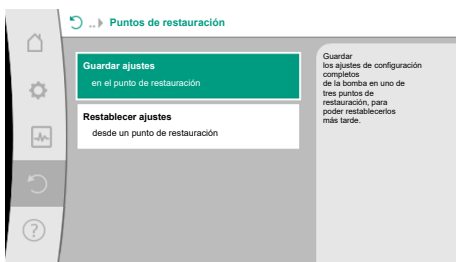 .. Puntos de restauración
Guardar ajustes
en el punto de restauración
Restablecer ajustes
desde un punto de restauración
Guardar
los ajustes de configuración
completos
de la bomba en uno de
tres puntos de
restauración, para
poder restablecerlos
más tarde.
?